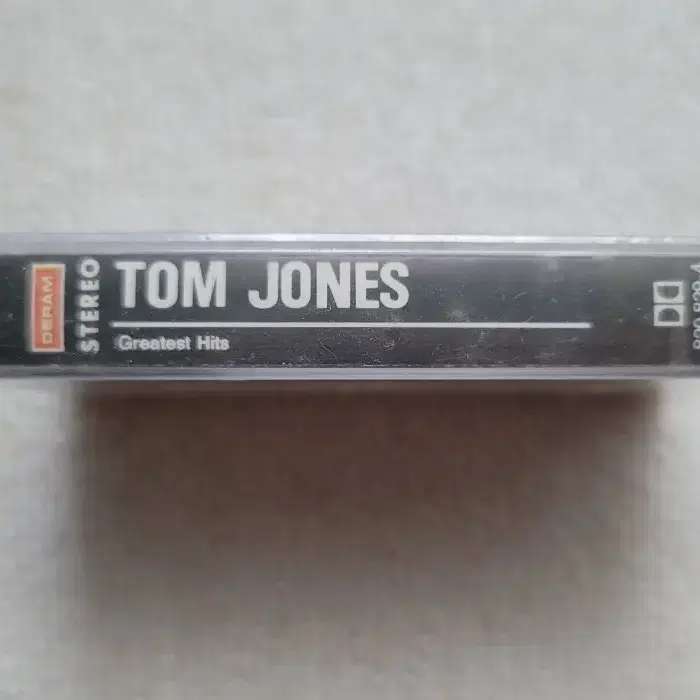 DERAM
STEREO
TOM JONES
Greatest Hits